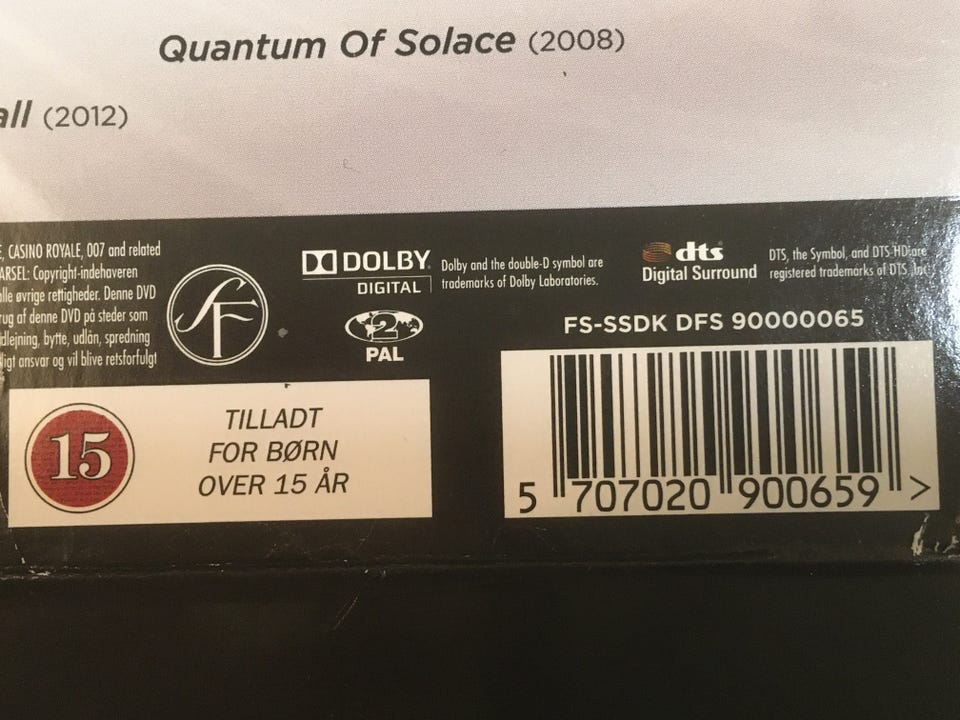 Quantum Of Solace (2008)
all (2012)
E, CASINO ROYALE, 007 and related
ARSEL: Copyright-indehaveren
alle øvrige rettigheder. Denne DVD
rug af denne DVD på steder som
dlejning, bytte, udlån, spredning
ligt ansvar og vil blive retsforfulgt
SF
DOLBY
DIGITAL
Dolby and the double-D symbol are
trademarks of Dolby Laboratories.
2
PAL
dts
Digital Surround
DTS, the Symbol, and DTS-HD are
registered trademarks of DTS, Inc
FS-SSDK DFS 90000065
15
TILLADT
FOR BØRN
OVER 15 ÅR
5 707020 900659 >